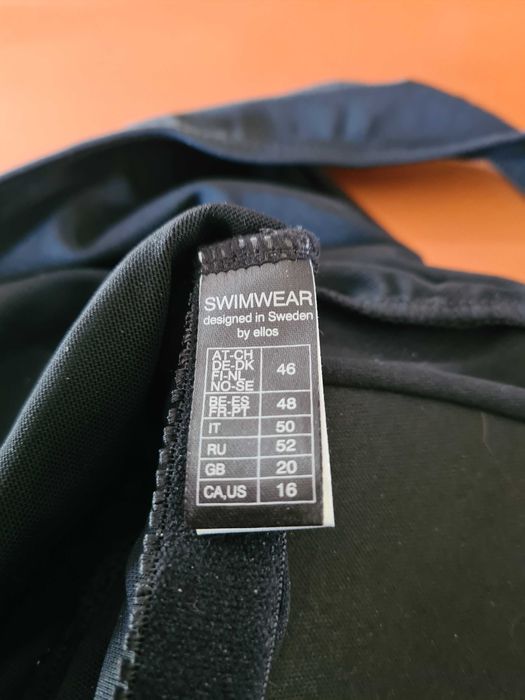 SWIMWEAR
designed in Sweden
by ellos
AT-CH
DE-DK
FI-NL
NO-SE
46
BE-ES
FR-PT
48
IT 50
RU 52
GB 20
CA,US 16